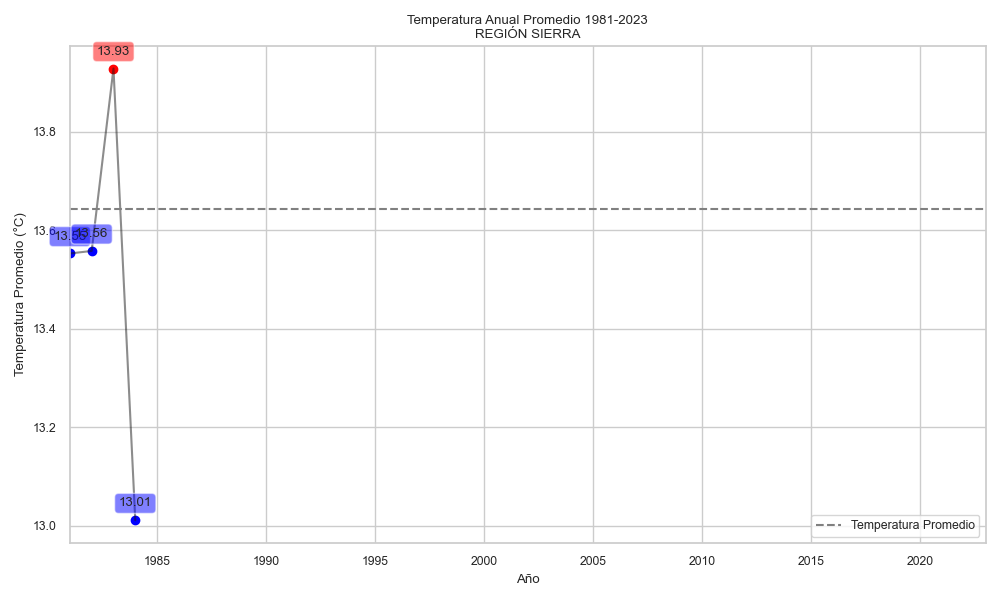 Temperatura Anual Promedio 1981-2023
REGIÓN SIERRA
13.93
13.8
13.6
13.56
13.4
13.2
13.01
13.0
Temperatura Promedio (°C)
Temperatura Promedio
1985 1990 1995 2000 2005 2010 2015 2020
Año